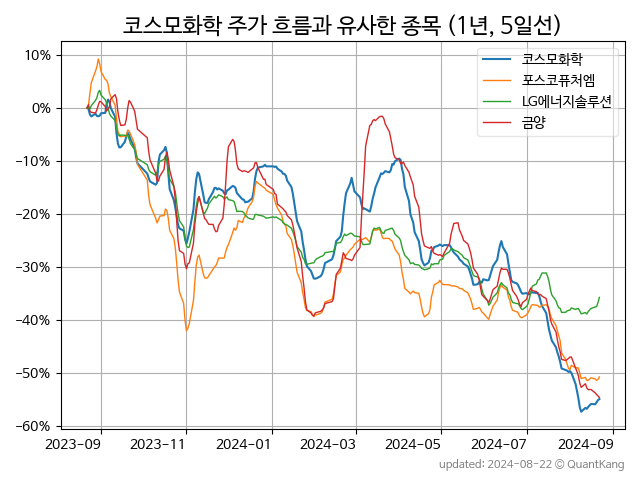 코스모화학 주가 흐름과 유사한 종목 (1년, 5일선)
코스모화학
포스코퓨처엠
LG에너지솔루션
금양
10%
0%
−10%
−20%
−30%
−40%
−50%
−60%
2023-09
2023-11
2024-01
2024-03
2024-05
2024-07
2024-09
updated: 2024-08-22 © QuantKang